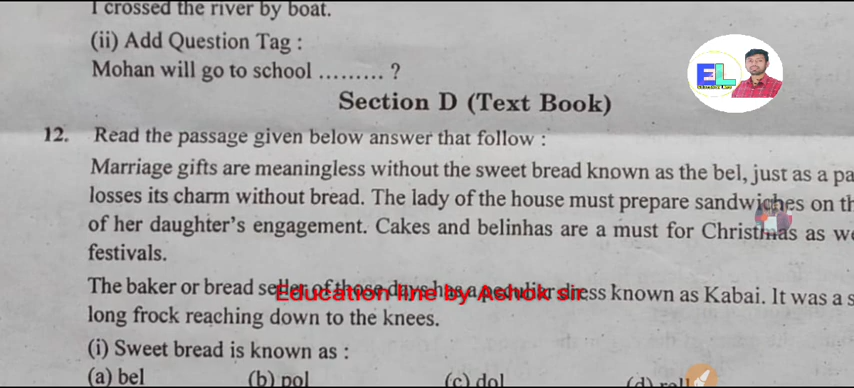 I crossed the river by boat.
(ii) Add Question Tag :
Mohan will go to school ......... ?
EL
Section D (Text Book)
12. Read the passage given below answer that follow :
Marriage gifts are meaningless without the sweet bread known as the bel, just as a pa
losses its charm without bread. The lady of the house must prepare sandwiches on th
of her daughter's engagement. Cakes and belinhas are a must for Christmas as we
festivals.
The baker or bread seller of those days has a peculiar dress known as Kabai. It was a s
Education line by Ashok sir
long frock reaching down to the knees.
(i) Sweet bread is known as :
(a) bel (b) pol (c) dol (d) roll